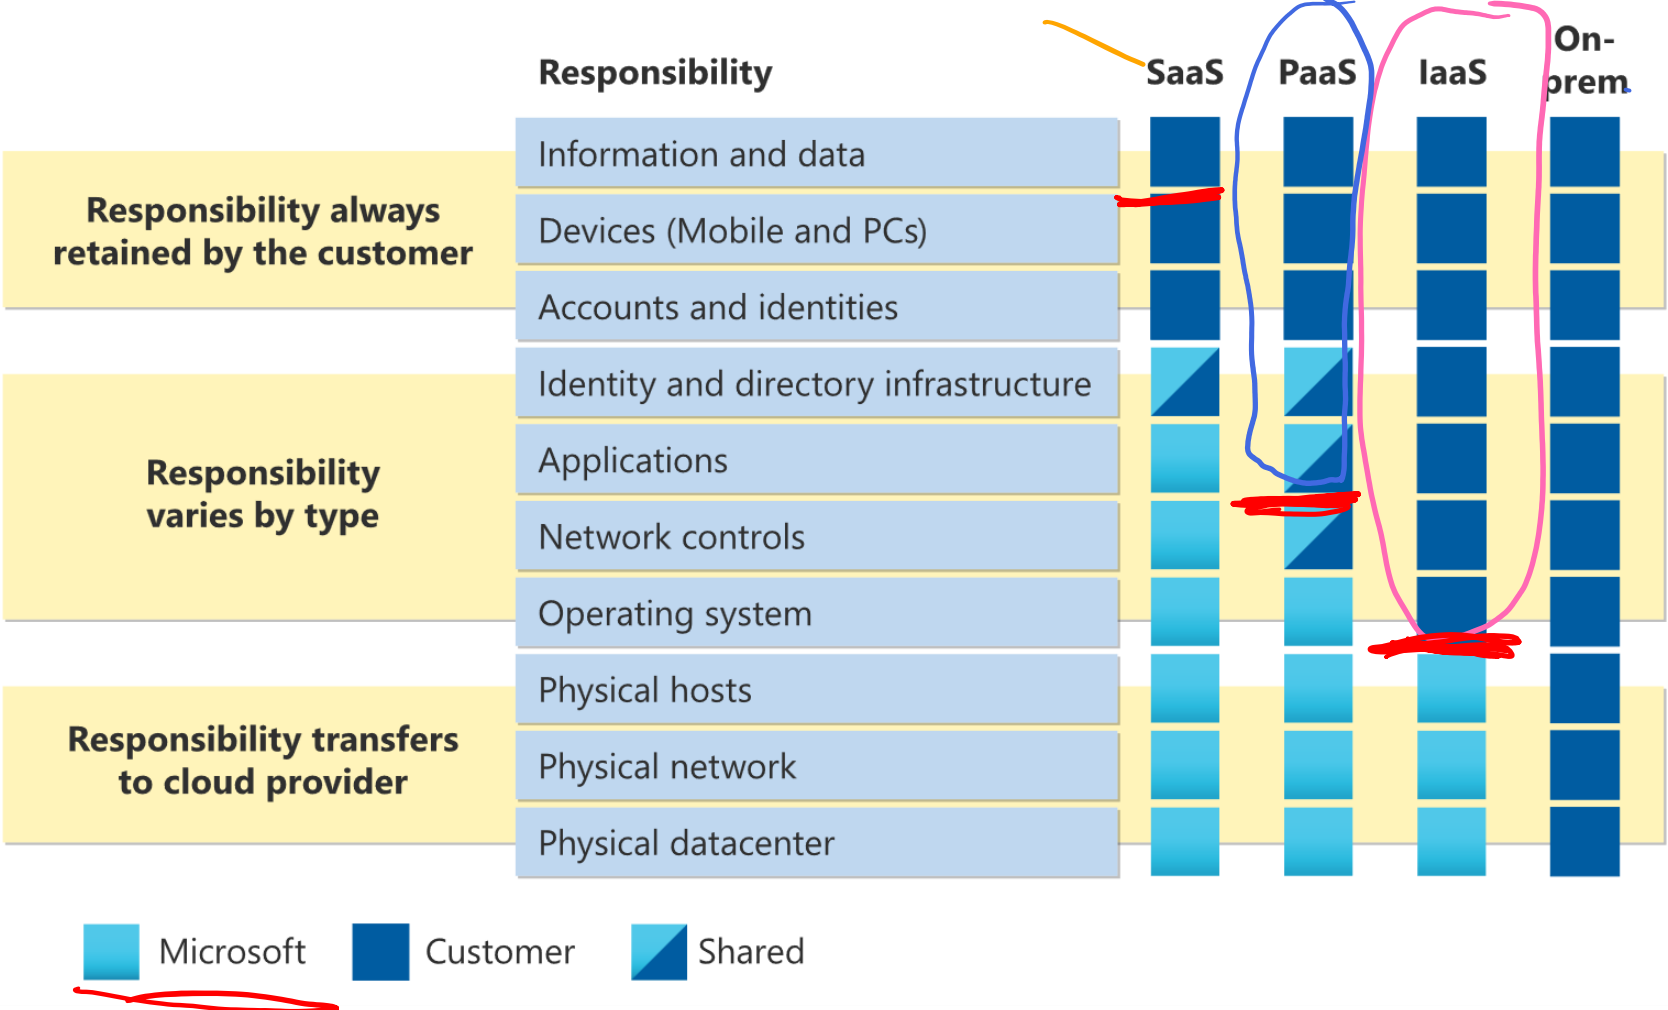 Responsibility SaaS PaaS IaaS On-
prem
Information and data
Responsibility always
retained by the customer
Devices (Mobile and PCs)
Accounts and identities
Identity and directory infrastructure
Responsibility
varies by type
Applications
Network controls
Operating system
Physical hosts
Responsibility transfers
to cloud provider
Physical network
Physical datacenter
Microsoft Customer Shared